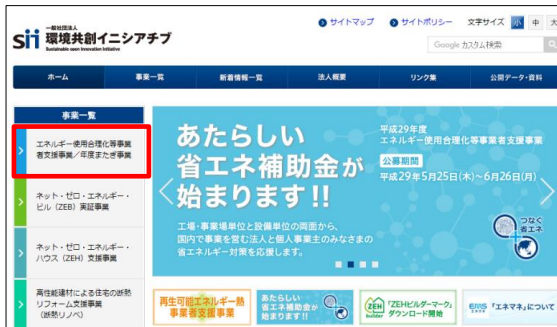 サイトマップ サイトポリシー 文字サイズ 小 中 大
一般社団法人
sii 環境共創イニシアチブ
Sustainable open Innovation Initiative
Google カスタム検索
ホーム 事業一覧 新着情報一覧 法人概要 リンク集 公開データ・資料
事業一覧
エネルギー使用合理化等事業
者支援事業／年度またぎ事業
ネット・ゼロ・エネルギー・
ビル（ZEB）実証事業
ネット・ゼロ・エネルギー・
ハウス（ZEH）支援事業
高性能建材による住宅の断熱
リフォーム支援事業
（断熱リノベ）
あたらしい
省エネ補助金が
始まります!!
平成29年度
エネルギー使用合理化等事業者支援事業
公募期間
平成29年5月25日(木)～6月26日(月)
工場・事業場単位と設備単位の両面から、
国内で事業を営む法人と個人事業主のみなさまの
省エネルギー対策を応援します。
つなぐ
省エネ
再生可能エネルギー熱
事業者支援事業
あたらしい
省エネ補助金が
始まります!!
ZEH
builder
「ZEHビルダーマーク」
ダウンロード開始
EMS
「エネマネ」について